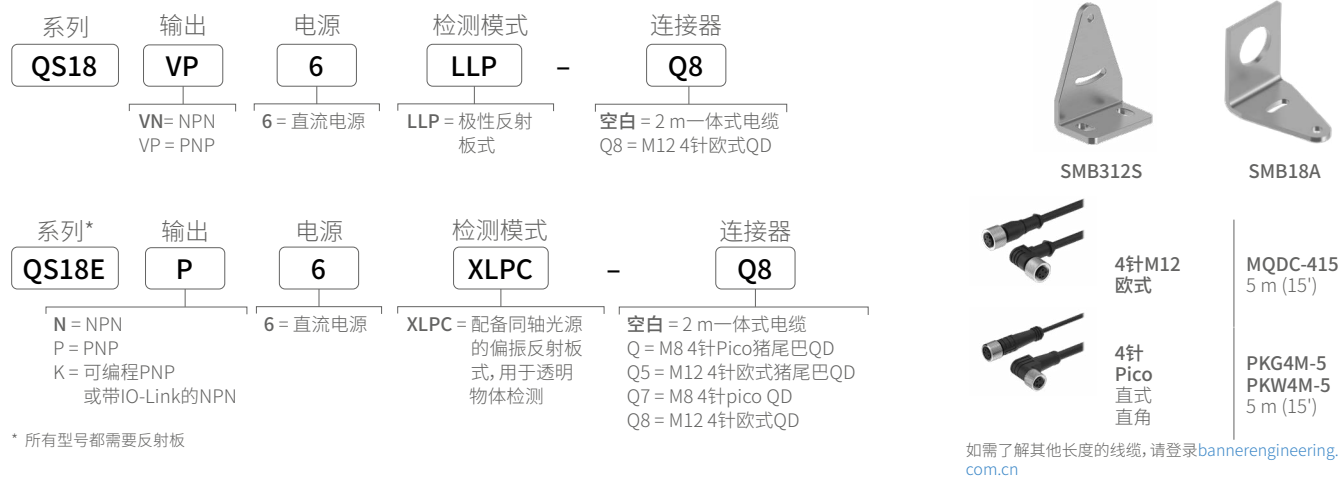 系列 输出 电源 检测模式 连接器
QS18 VP 6 LLP – Q8
VN= NPN
VP = PNP
6 = 直流电源
LLP = 极性反射
板式
空白 = 2 m一体式电缆
Q8 = M12 4针欧式QD
系列* 输出 电源 检测模式 连接器
QS18E P 6 XLPC – Q8
N = NPN
P = PNP
K = 可编程PNP
或带IO-Link的NPN
6 = 直流电源
XLPC = 配备同轴光源
的偏振反射板
式，用于透明
物体检测
空白 = 2 m一体式电缆
Q = M8 4针Pico猪尾巴QD
Q5 = M12 4针欧式猪尾巴QD
Q7 = M8 4针pico QD
Q8 = M12 4针欧式QD
* 所有型号都需要反射板
SMB312S SMB18A
4针M12
欧式
MQDC-415
5 m (15')
4针
Pico
直式
直角
PKG4M-5
PKW4M-5
5 m (15')
如需了解其他长度的线缆，请登录bannerengineering.
com.cn